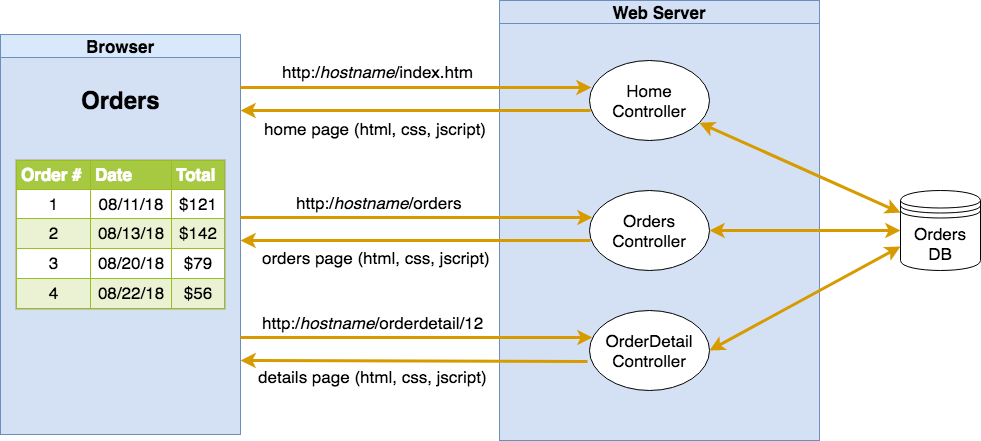 Web Server
Browser
Orders
Order # Date Total
1 08/11/18 $121
2 08/13/18 $142
3 08/20/18 $79
4 08/22/18 $56
http:/hostname/index.htm
home page (html, css, jscript)
http:/hostname/orders
orders page (html, css, jscript)
http:/hostname/orderdetail/12
details page (html, css, jscript)
Home
Controller
Orders
Controller
OrderDetail
Controller
Orders
DB